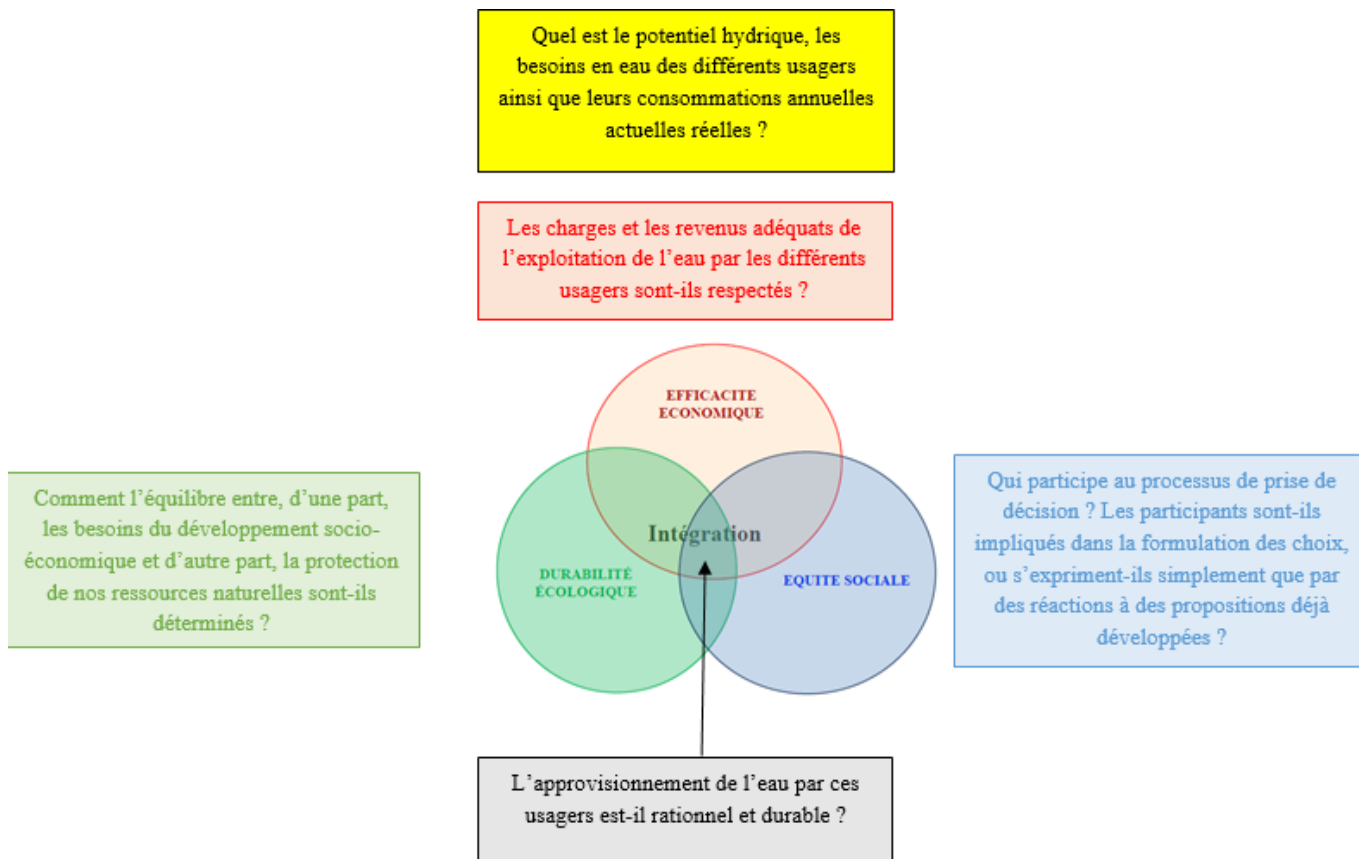 Quel est le potentiel hydrique, les
besoins en eau des différents usagers
ainsi que leurs consommations annuelles
actuelles réelles ?
Les charges et les revenus adéquats de
l’exploitation de l’eau par les différents
usagers sont-ils respectés ?
EFFICACITE
ECONOMIQUE
Comment l’équilibre entre, d’une part,
les besoins du développement socio-
économique et d’autre part, la protection
de nos ressources naturelles sont-ils
déterminés ?
Intégration
DURABILITÉ
ÉCOLOGIQUE
EQUITE SOCIALE
Qui participe au processus de prise de
décision ? Les participants sont-ils
impliqués dans la formulation des choix,
ou s’expriment-ils simplement que par
des réactions à des propositions déjà
développées ?
L’approvisionnement de l’eau par ces
usagers est-il rationnel et durable ?